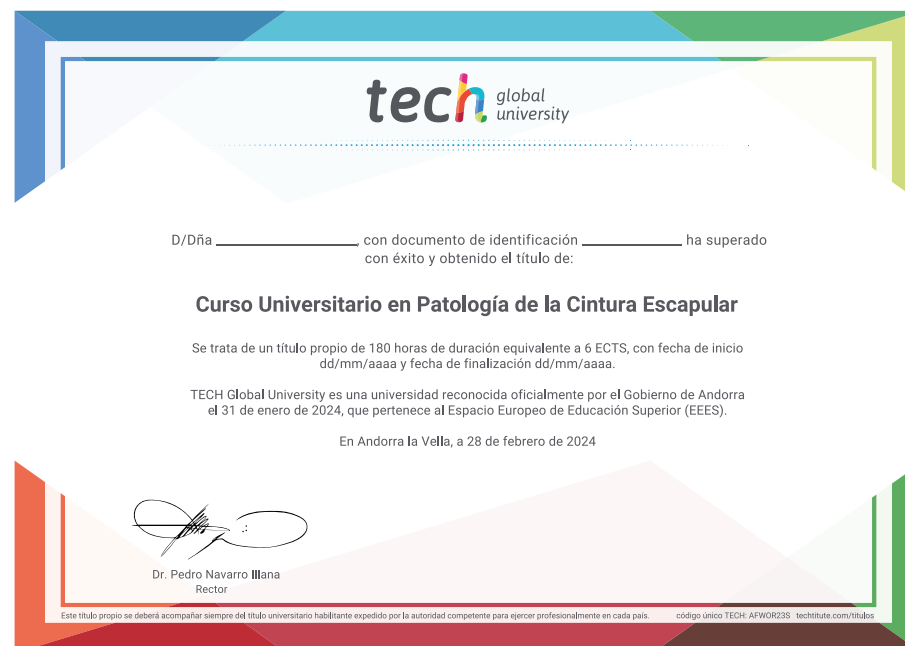 tech global university
D/Dña ____________, con documento de identificación ____________ ha superado
con éxito y obtenido el título de:
Curso Universitario en Patología de la Cintura Escapular
Se trata de un título propio de 180 horas de duración equivalente a 6 ECTS, con fecha de inicio
dd/mm/aaaa y fecha de finalización dd/mm/aaaa.
TECH Global University es una universidad reconocida oficialmente por el Gobierno de Andorra
el 31 de enero de 2024, que pertenece al Espacio Europeo de Educación Superior (EEES).
En Andorra la Vella, a 28 de febrero de 2024
Dr. Pedro Navarro Illana
Rector
Este título propio se deberá acompañar siempre del título universitario habilitante expedido por la autoridad competente para ejercer profesionalmente en cada país. código único TECH: AFWOR23S techtitute.com/titulos